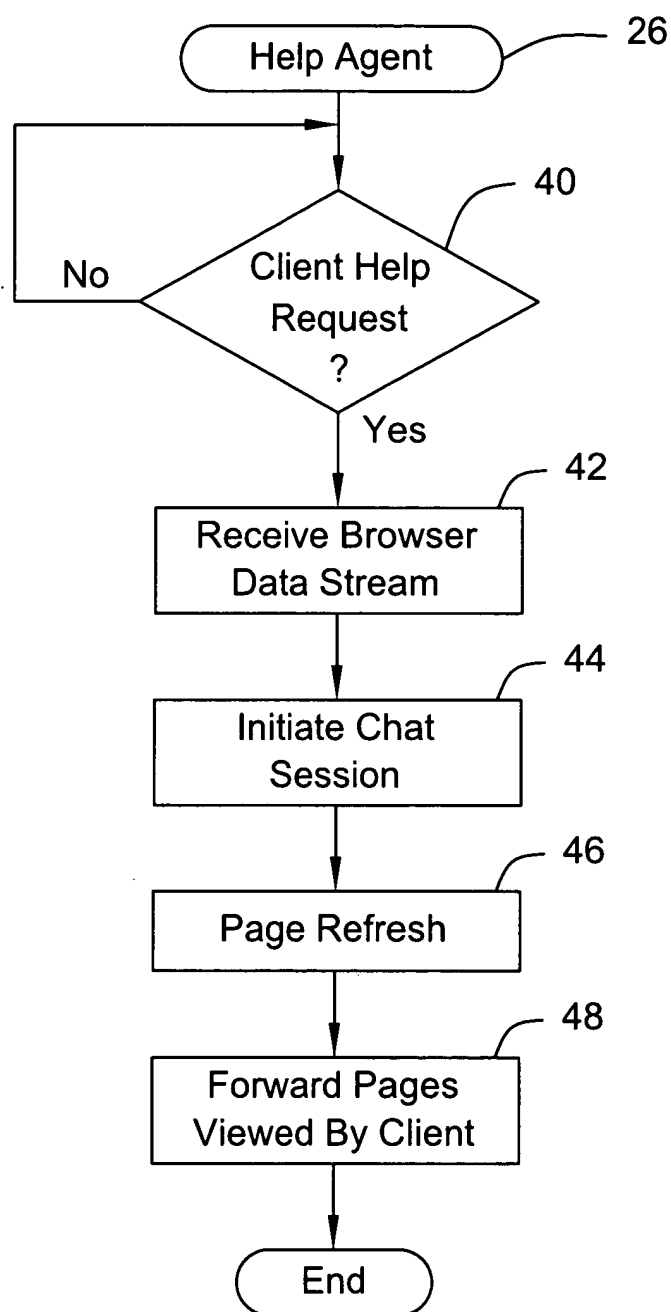 Help Agent
26
40
Client Help
Request
?
No
Yes
42
Receive Browser
Data Stream
44
Initiate Chat
Session
46
Page Refresh
48
Forward Pages
Viewed By Client
End